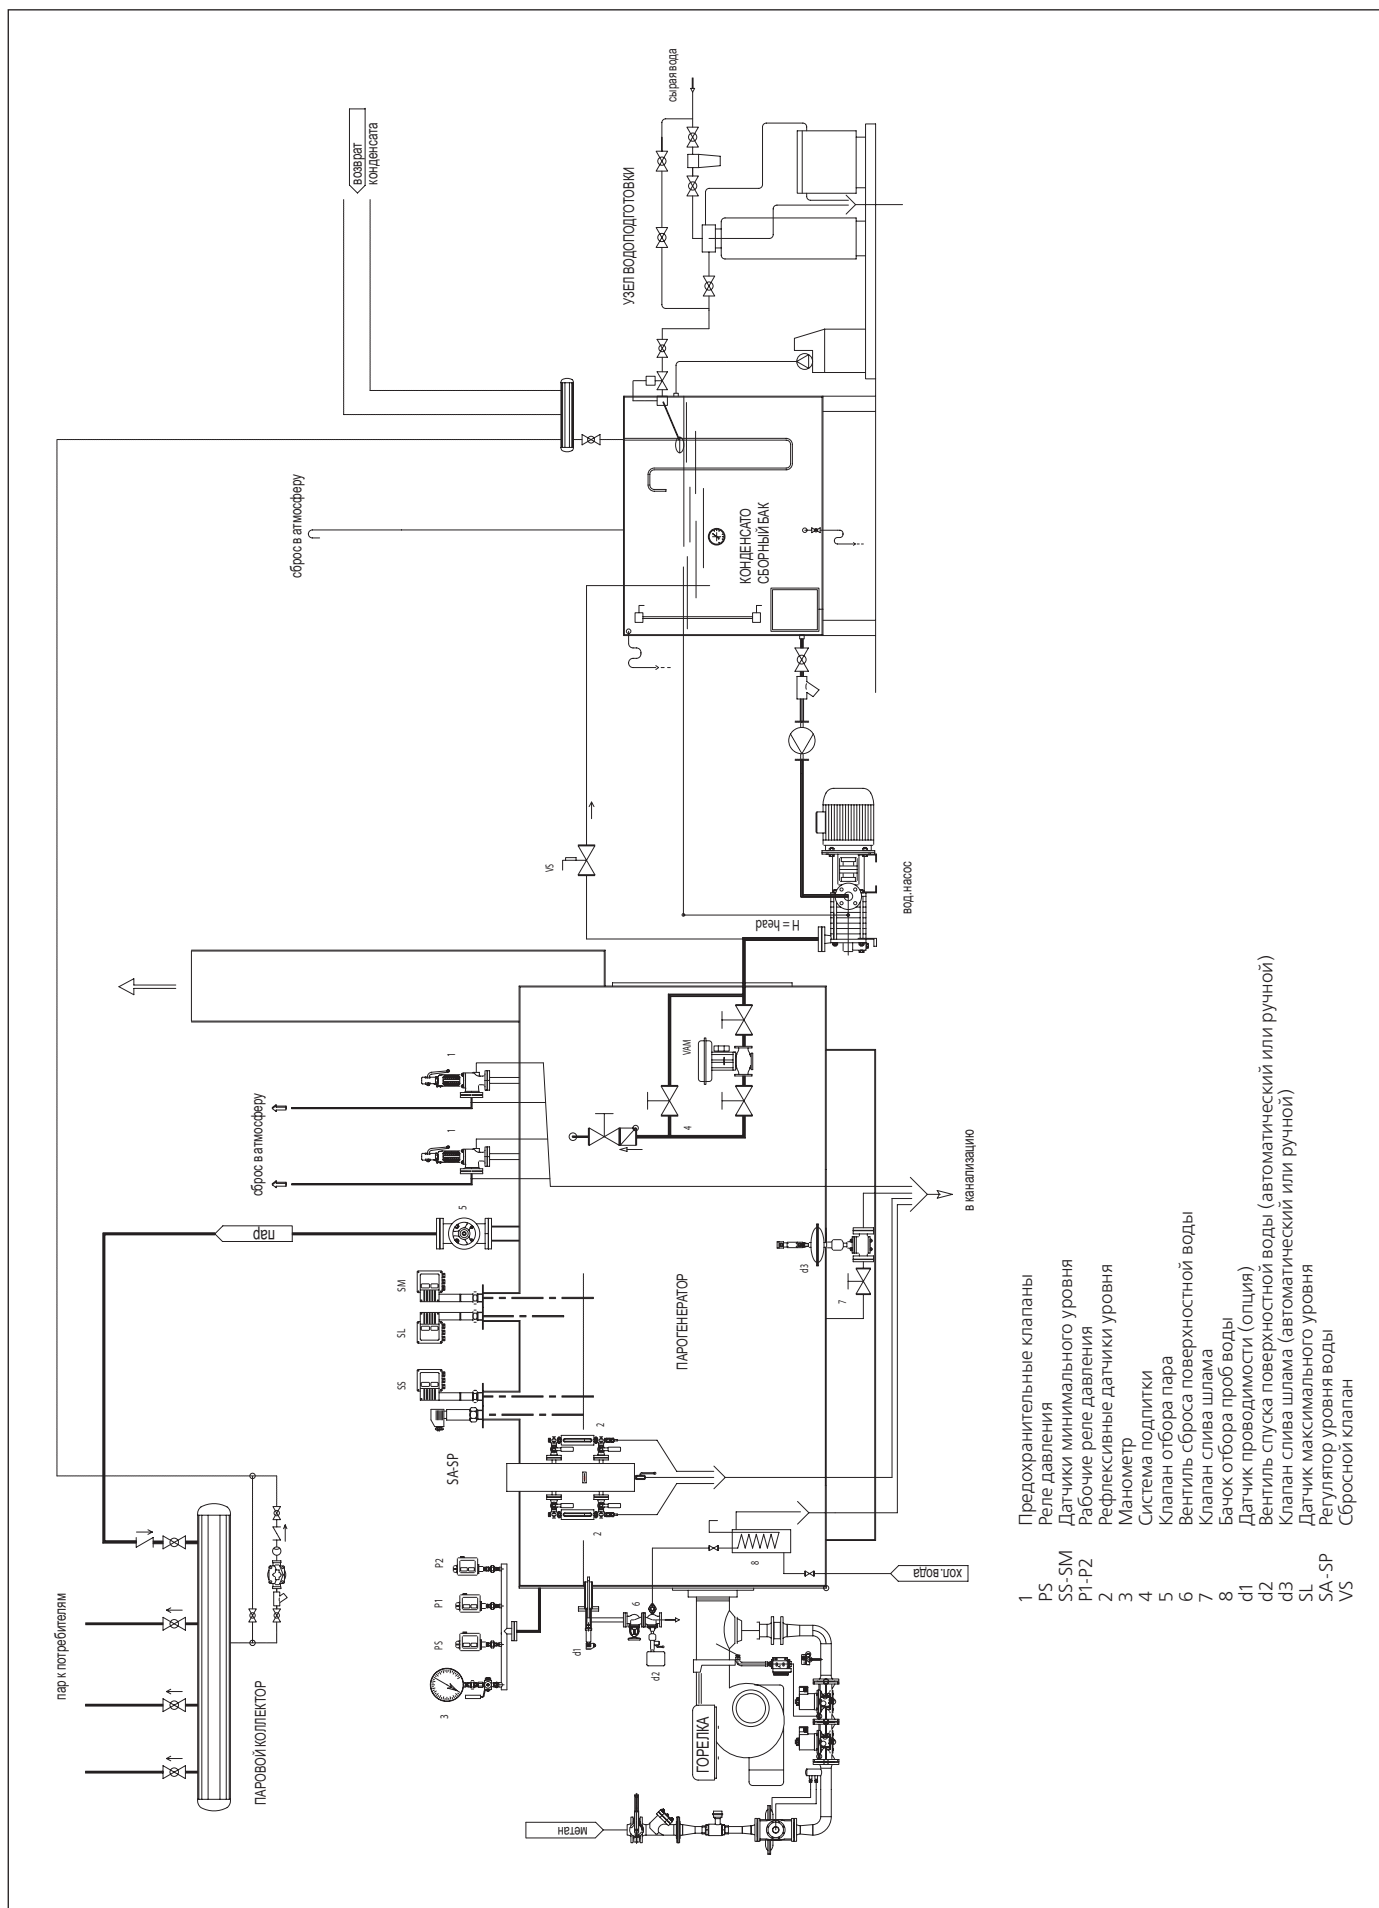 сырая вода
возврат
конденсата
УЗЕЛ ВОДОПОДГОТОВКИ
сброс в атмосферу
КОНДЕНСАТО
СБОРНЫЙ БАК
VS
H = head
вод.насос
сброс в атмосферу
1
1
VAM
4
в канализацию
5
пар
SM
SL
SS
SA-SP
ПАРОГЕНЕРАТОР
d3
7
2
2
8
хол.вода
P2
P1
PS
3
d1
6
d2
ГОРЕЛКА
метан
пар к потребителям
ПАРОВОЙ КОЛЛЕКТОР
1 Предохранительные клапаны
PS Реле давления
SS-SM Датчики минимального уровня
P1-P2 Рабочие реле давления
2 Рефлексивные датчики уровня
3 Манометр
4 Система подпитки
5 Клапан отбора пара
6 Вентиль сброса поверхностной воды
7 Клапан слива шлама
8 Бачок отбора проб воды
d1 Датчик проводимости (опция)
d2 Вентиль спуска поверхностной воды (автоматический или ручной)
d3 Клапан слива шлама (автоматический или ручной)
SL Датчик максимального уровня
SA-SP Регулятор уровня воды
VS Сбросной клапан